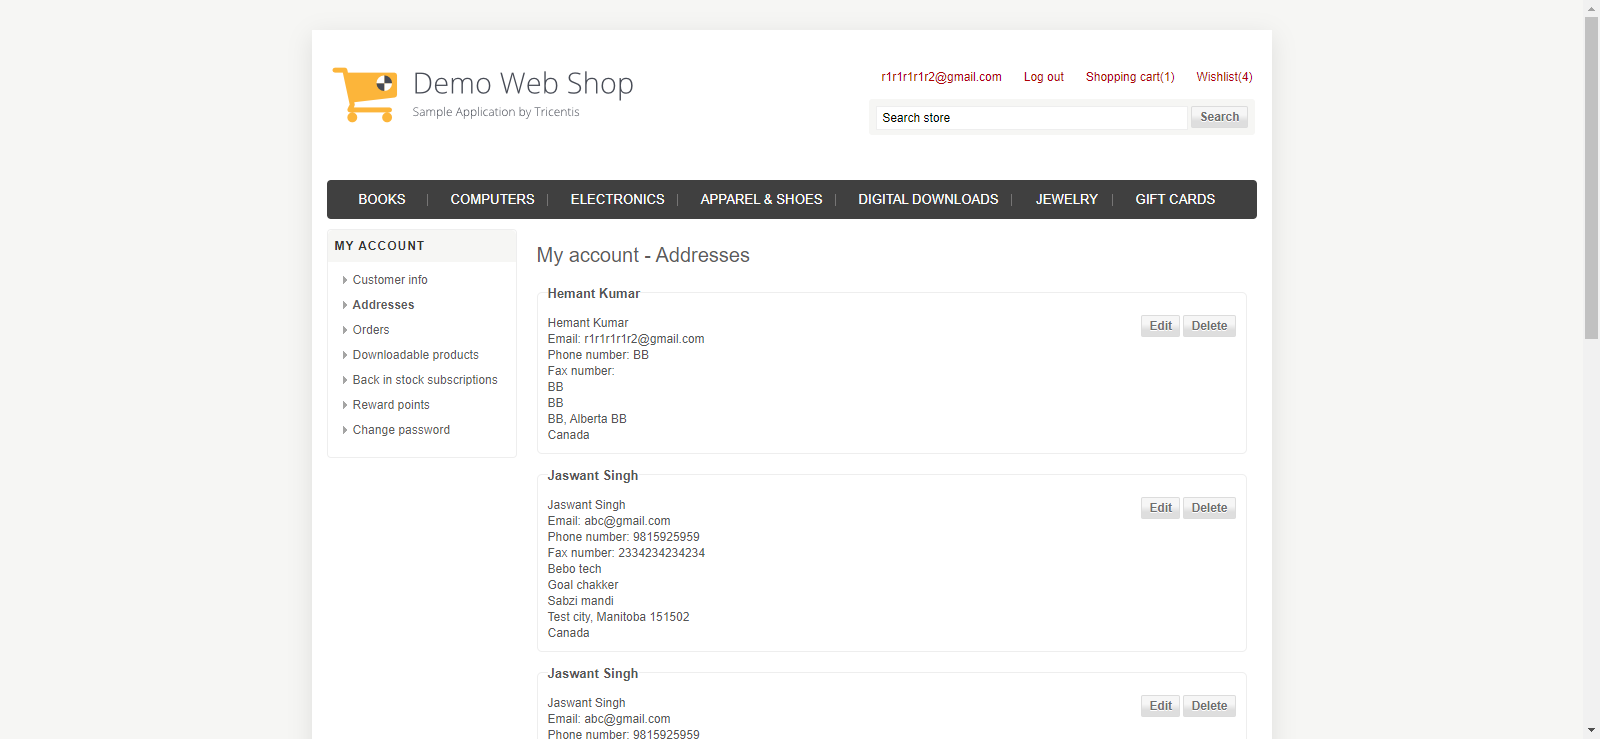 Demo Web Shop
Sample Application by Tricentis
r1r1r1r1r2@gmail.com Log out Shopping cart(1) Wishlist(4)
Search store Search
BOOKS COMPUTERS ELECTRONICS APPAREL & SHOES DIGITAL DOWNLOADS JEWELRY GIFT CARDS
MY ACCOUNT
Customer info
Addresses
Orders
Downloadable products
Back in stock subscriptions
Reward points
Change password
My account - Addresses
Hemant Kumar
Edit Delete
Hemant Kumar
Email: r1r1r1r1r2@gmail.com
Phone number: BB
Fax number:
BB
BB
BB, Alberta BB
Canada
Jaswant Singh
Edit Delete
Jaswant Singh
Email: abc@gmail.com
Phone number: 9815925959
Fax number: 2334234234234
Bebo tech
Goal chakker
Sabzi mandi
Test city, Manitoba 151502
Canada
Jaswant Singh
Edit Delete
Jaswant Singh
Email: abc@gmail.com
Phone number: 9815925959